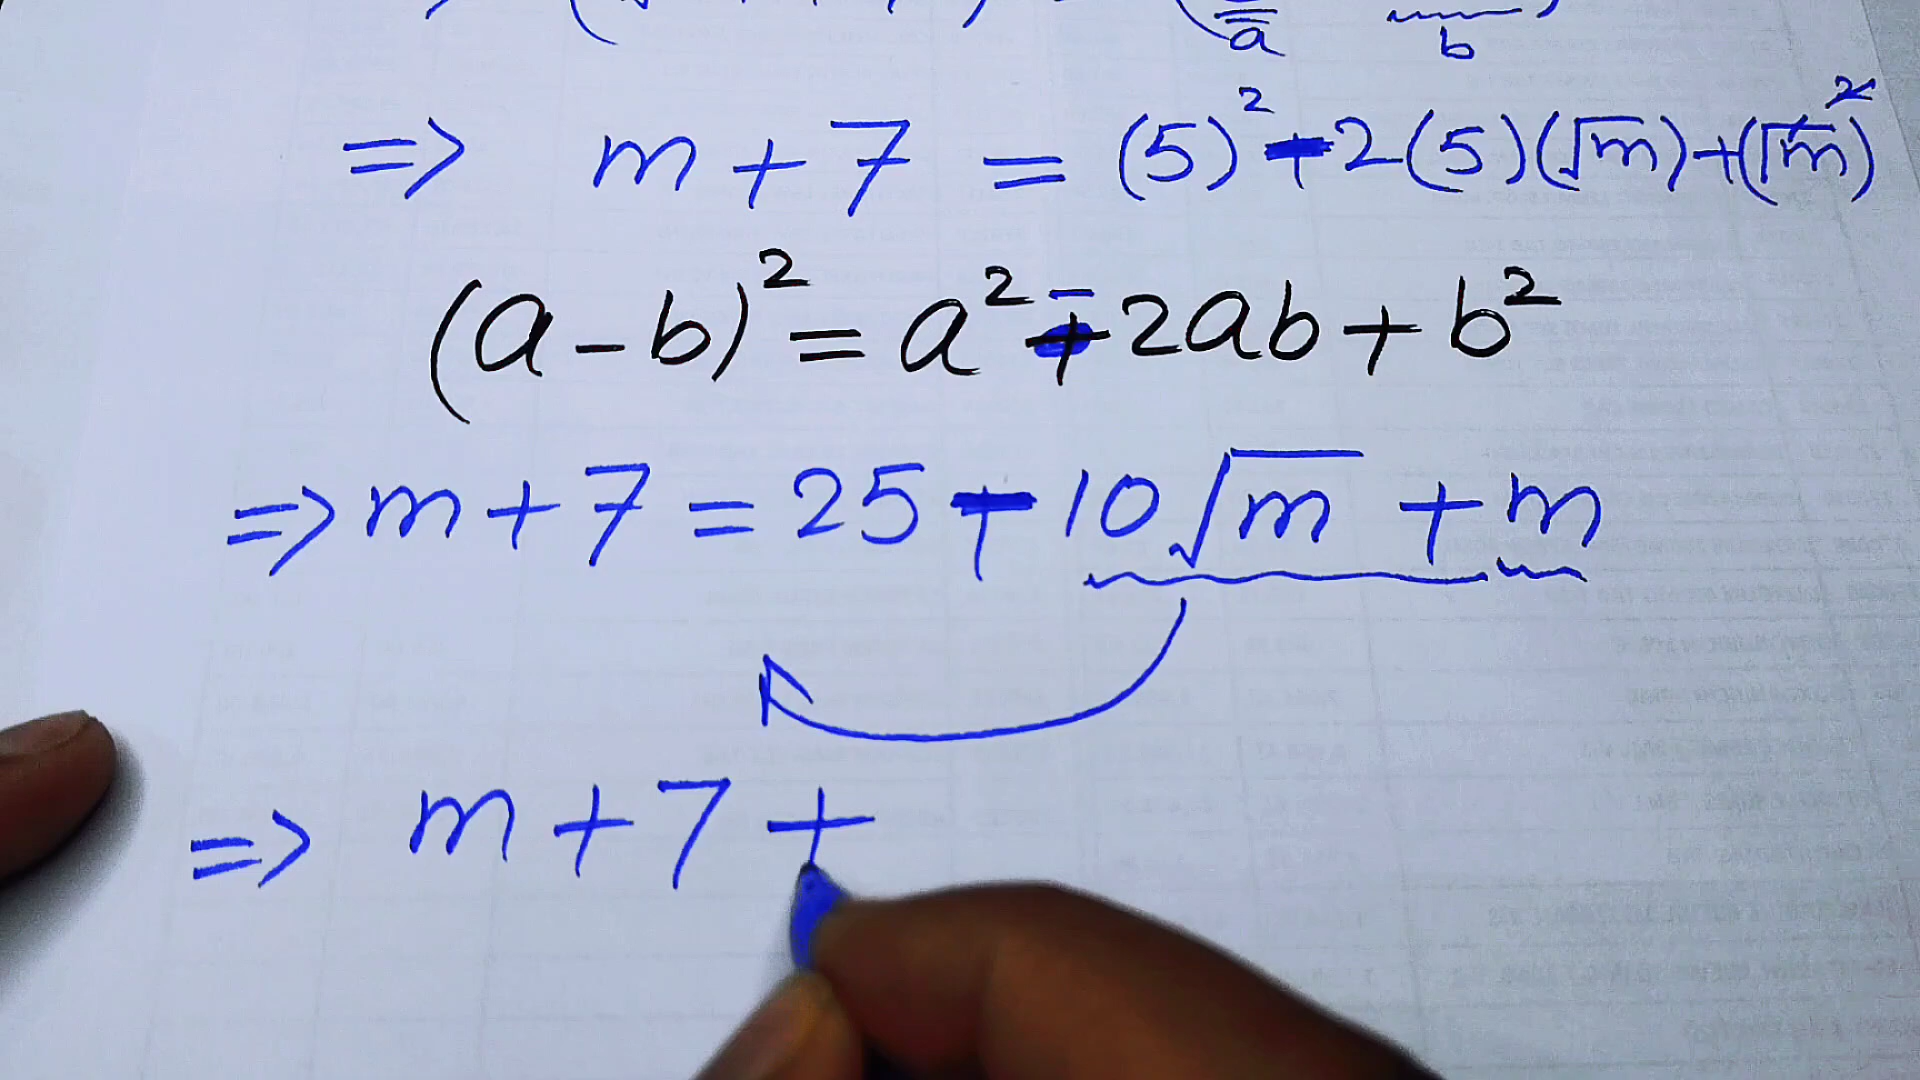 a b
=> m + 7 = (5)² - 2(5)(√m) + (√m)²
(a - b)² = a² - 2ab + b²
=> m + 7 = 25 - 10√m + m
=> m + 7 +